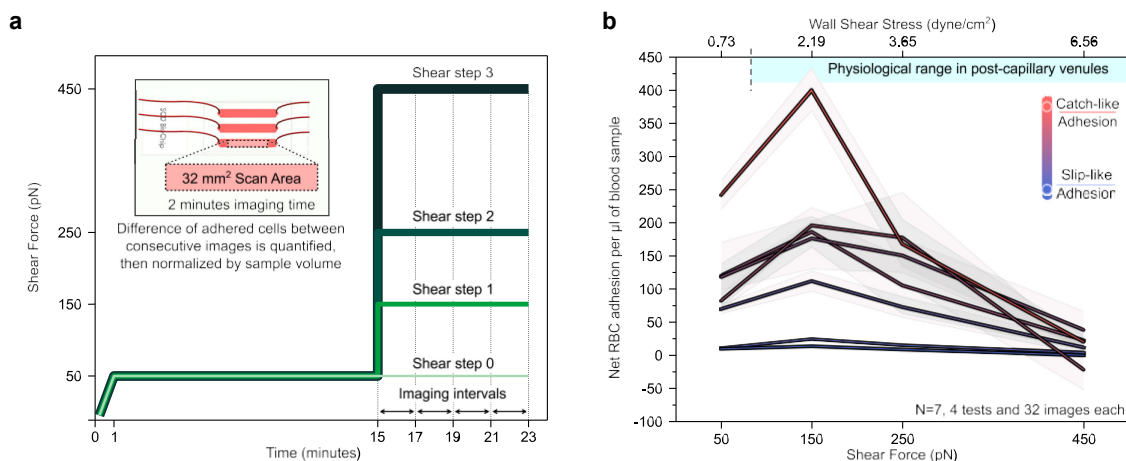 a
Shear Force (pN)
450
250
150
50
0
1
15
17
19
21
23
Time (minutes)
Shear step 3
Shear step 2
Shear step 1
Shear step 0
Imaging intervals
SCD BioChip
32 mm² Scan Area
2 minutes imaging time
Difference of adhered cells between
consecutive images is quantified,
then normalized by sample volume
b
Wall Shear Stress (dyne/cm²)
0.73
2.19
3.65
6.56
Net RBC adhesion per µl of blood sample
450
400
350
300
250
200
150
100
50
0
-50
-100
Physiological range in post-capillary venules
Catch-like
Adhesion
Slip-like
Adhesion
N=7, 4 tests and 32 images each
50
150
250
450
Shear Force (pN)